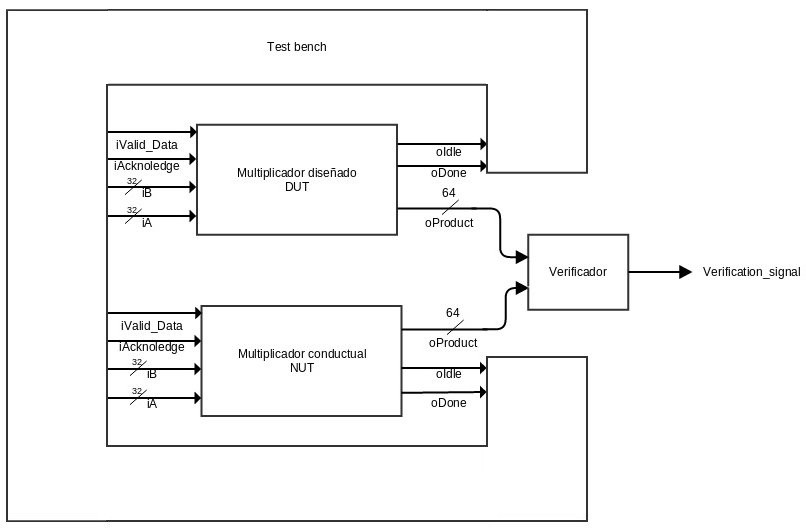 Test bench
iValid_Data
iAcknoledge
32
iB
32
iA
Multiplicador diseñado
DUT
oIdle
oDone
64
oProduct
Verificador
Verification_signal
iValid_Data
iAcknoledge
32
iB
32
iA
Multiplicador conductual
NUT
64
oProduct
oIdle
oDone